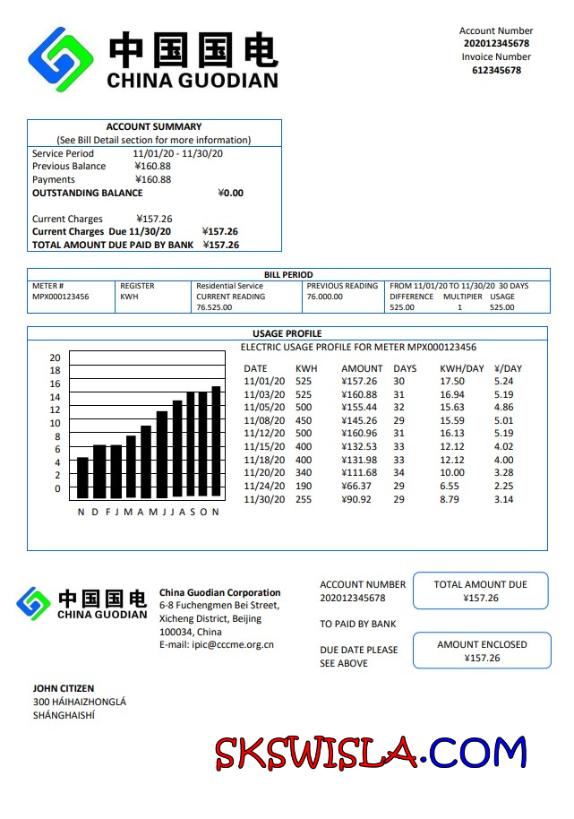 中国国电
CHINA GUODIAN
Account Number
202012345678
Invoice Number
612345678
ACCOUNT SUMMARY
(See Bill Detail section for more information)
Service Period 11/01/20 - 11/30/20
Previous Balance ¥160.88
Payments ¥160.88
OUTSTANDING BALANCE ¥0.00
Current Charges ¥157.26
Current Charges Due 11/30/20 ¥157.26
TOTAL AMOUNT DUE PAID BY BANK ¥157.26
BILL PERIOD
METER # REGISTER Residential Service PREVIOUS READING FROM 11/01/20 TO 11/30/20 30 DAYS
MPX000123456 KWH CURRENT READING 76.000.00 DIFFERENCE MULTIPIER USAGE
76.525.00 525.00 1 525.00
USAGE PROFILE
ELECTRIC USAGE PROFILE FOR METER MPX000123456
20
18
16
14
12
10
8
6
4
2
0
N D F J M A M J J A S O N
DATE KWH AMOUNT DAYS KWH/DAY ¥/DAY
11/01/20 525 ¥157.26 30 17.50 5.24
11/03/20 525 ¥160.88 31 16.94 5.19
11/05/20 500 ¥155.44 32 15.63 4.86
11/08/20 450 ¥145.26 29 15.59 5.01
11/12/20 500 ¥160.96 31 16.13 5.19
11/15/20 400 ¥132.53 33 12.12 4.02
11/18/20 400 ¥131.98 33 12.12 4.00
11/20/20 340 ¥111.68 34 10.00 3.28
11/24/20 190 ¥66.37 29 6.55 2.25
11/30/20 255 ¥90.92 29 8.79 3.14
中国国电
CHINA GUODIAN
China Guodian Corporation
6-8 Fuchengmen Bei Street,
Xicheng District, Beijing
100034, China
E-mail: ipic@cccme.org.cn
ACCOUNT NUMBER
202012345678
TO PAID BY BANK
DUE DATE PLEASE
SEE ABOVE
TOTAL AMOUNT DUE
¥157.26
AMOUNT ENCLOSED
¥157.26
JOHN CITIZEN
300 HÁIHAIZHONGLÁ
SHÁNGHAISHÍ
SKSWISLA.COM